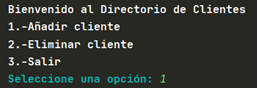 Bienvenido al Directorio de Clientes
1.-Añadir cliente
2.-Eliminar cliente
3.-Salir
Seleccione una opción: 1